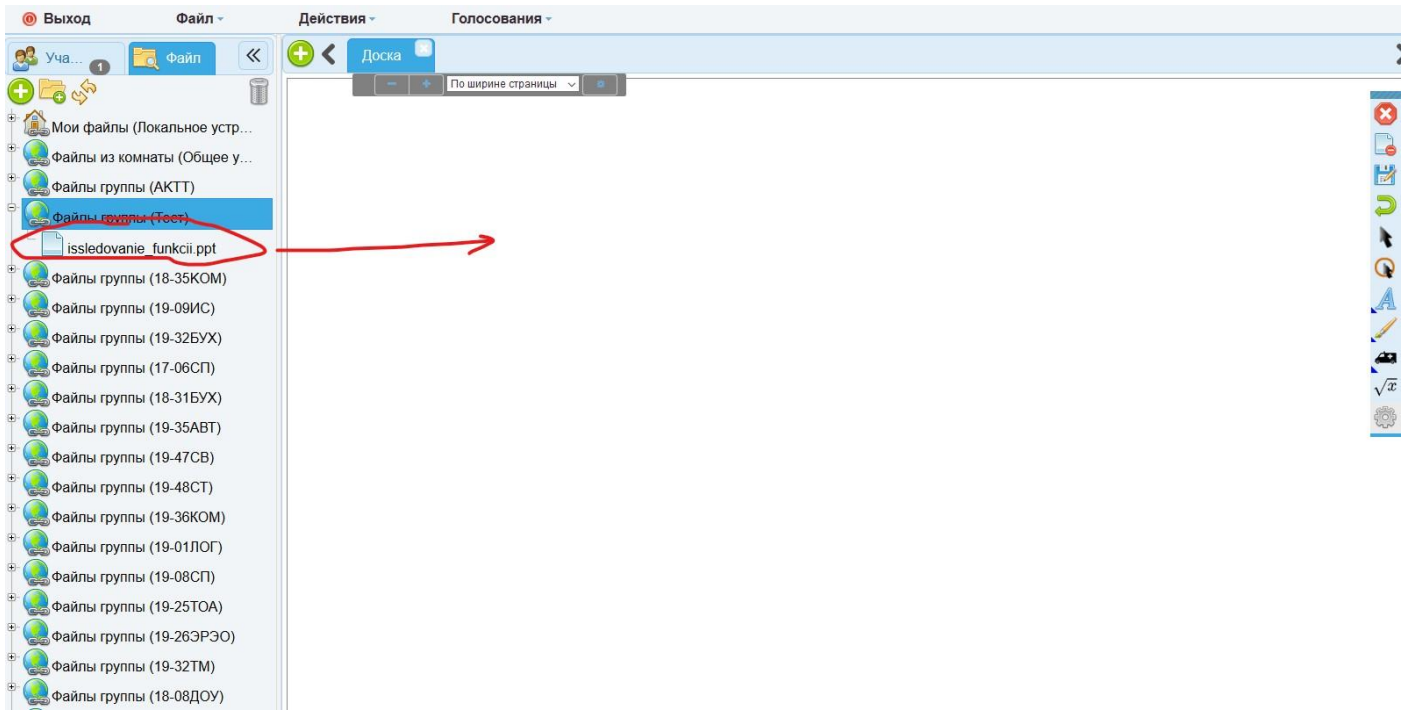 Выход Файл Действия Голосования
Уча... 1 Файл Доска
По ширине страницы
Мои файлы (Локальное устр...
Файлы из комнаты (Общее у...
Файлы группы (АКТТ)
Файлы группы (Тест)
issledovanie_funkcii.ppt
Файлы группы (18-35КОМ)
Файлы группы (19-09ИС)
Файлы группы (19-32БУХ)
Файлы группы (17-06СП)
Файлы группы (18-31БУХ)
Файлы группы (19-35АВТ)
Файлы группы (19-47СВ)
Файлы группы (19-48СТ)
Файлы группы (19-36КОМ)
Файлы группы (19-01ЛОГ)
Файлы группы (19-08СП)
Файлы группы (19-25ТОА)
Файлы группы (19-26ЭРЭО)
Файлы группы (19-32ТМ)
Файлы группы (18-08ДОУ)
A
√x